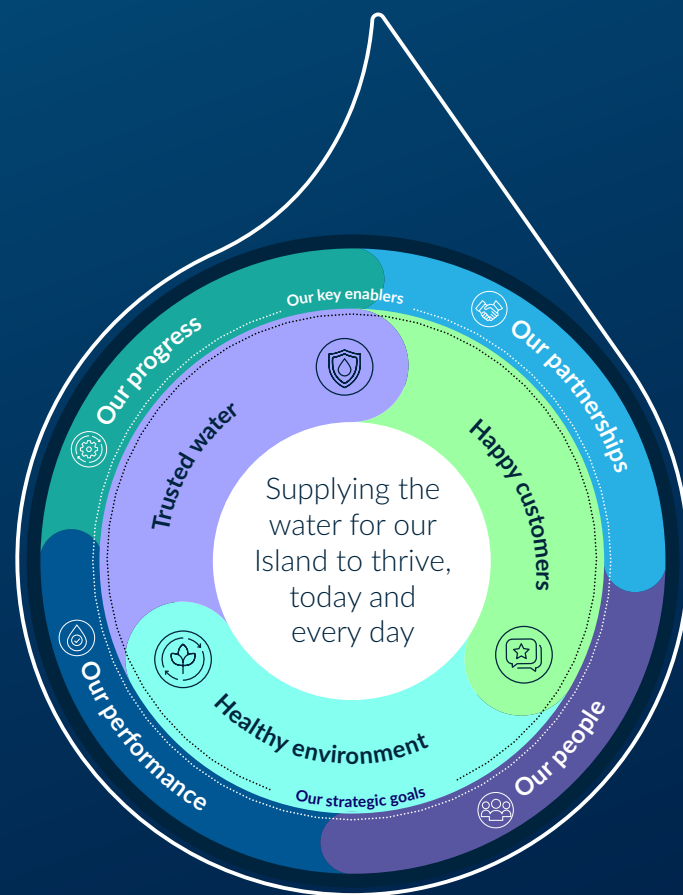 Our key enablers
Our progress
Our partnerships
Our people
Our performance
Trusted water
Happy customers
Healthy environment
Our strategic goals
Supplying the
water for our
Island to thrive,
today and
every day